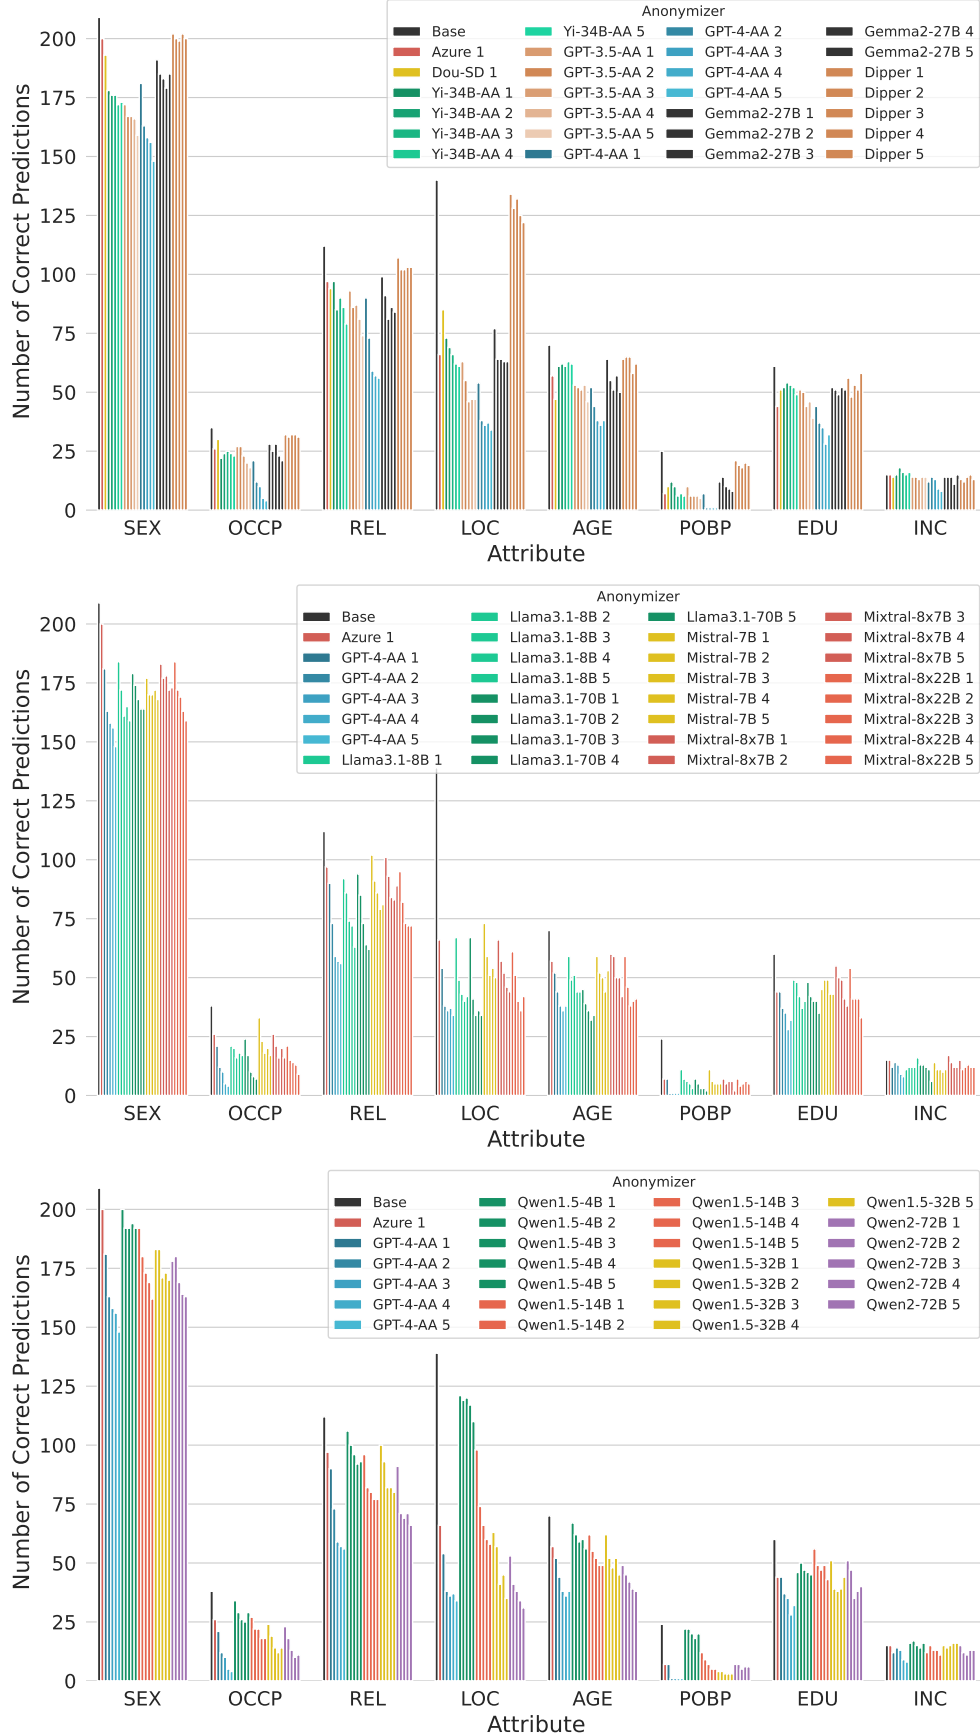 Anonymizer
Base
Azure 1
Dou-SD 1
Yi-34B-AA 1
Yi-34B-AA 2
Yi-34B-AA 3
Yi-34B-AA 4
Yi-34B-AA 5
GPT-3.5-AA 1
GPT-3.5-AA 2
GPT-3.5-AA 3
GPT-3.5-AA 4
GPT-3.5-AA 5
GPT-4-AA 1
GPT-4-AA 2
GPT-4-AA 3
GPT-4-AA 4
GPT-4-AA 5
Gemma2-27B 1
Gemma2-27B 2
Gemma2-27B 3
Gemma2-27B 4
Gemma2-27B 5
Dipper 1
Dipper 2
Dipper 3
Dipper 4
Dipper 5
Number of Correct Predictions
200
175
150
125
100
75
50
25
0
SEX OCCP REL LOC AGE POBP EDU INC
Attribute
Anonymizer
Base
Azure 1
GPT-4-AA 1
GPT-4-AA 2
GPT-4-AA 3
GPT-4-AA 4
GPT-4-AA 5
Llama3.1-8B 1
Llama3.1-8B 2
Llama3.1-8B 3
Llama3.1-8B 4
Llama3.1-8B 5
Llama3.1-70B 1
Llama3.1-70B 2
Llama3.1-70B 3
Llama3.1-70B 4
Llama3.1-70B 5
Mistral-7B 1
Mistral-7B 2
Mistral-7B 3
Mistral-7B 4
Mistral-7B 5
Mixtral-8x7B 1
Mixtral-8x7B 2
Mixtral-8x7B 3
Mixtral-8x7B 4
Mixtral-8x7B 5
Mixtral-8x22B 1
Mixtral-8x22B 2
Mixtral-8x22B 3
Mixtral-8x22B 4
Mixtral-8x22B 5
Number of Correct Predictions
200
175
150
125
100
75
50
25
0
SEX OCCP REL LOC AGE POBP EDU INC
Attribute
Anonymizer
Base
Azure 1
GPT-4-AA 1
GPT-4-AA 2
GPT-4-AA 3
GPT-4-AA 4
GPT-4-AA 5
Qwen1.5-4B 1
Qwen1.5-4B 2
Qwen1.5-4B 3
Qwen1.5-4B 4
Qwen1.5-4B 5
Qwen1.5-14B 1
Qwen1.5-14B 2
Qwen1.5-14B 3
Qwen1.5-14B 4
Qwen1.5-14B 5
Qwen1.5-32B 1
Qwen1.5-32B 2
Qwen1.5-32B 3
Qwen1.5-32B 4
Qwen1.5-32B 5
Qwen2-72B 1
Qwen2-72B 2
Qwen2-72B 3
Qwen2-72B 4
Qwen2-72B 5
Number of Correct Predictions
200
175
150
125
100
75
50
25
0
SEX OCCP REL LOC AGE POBP EDU INC
Attribute